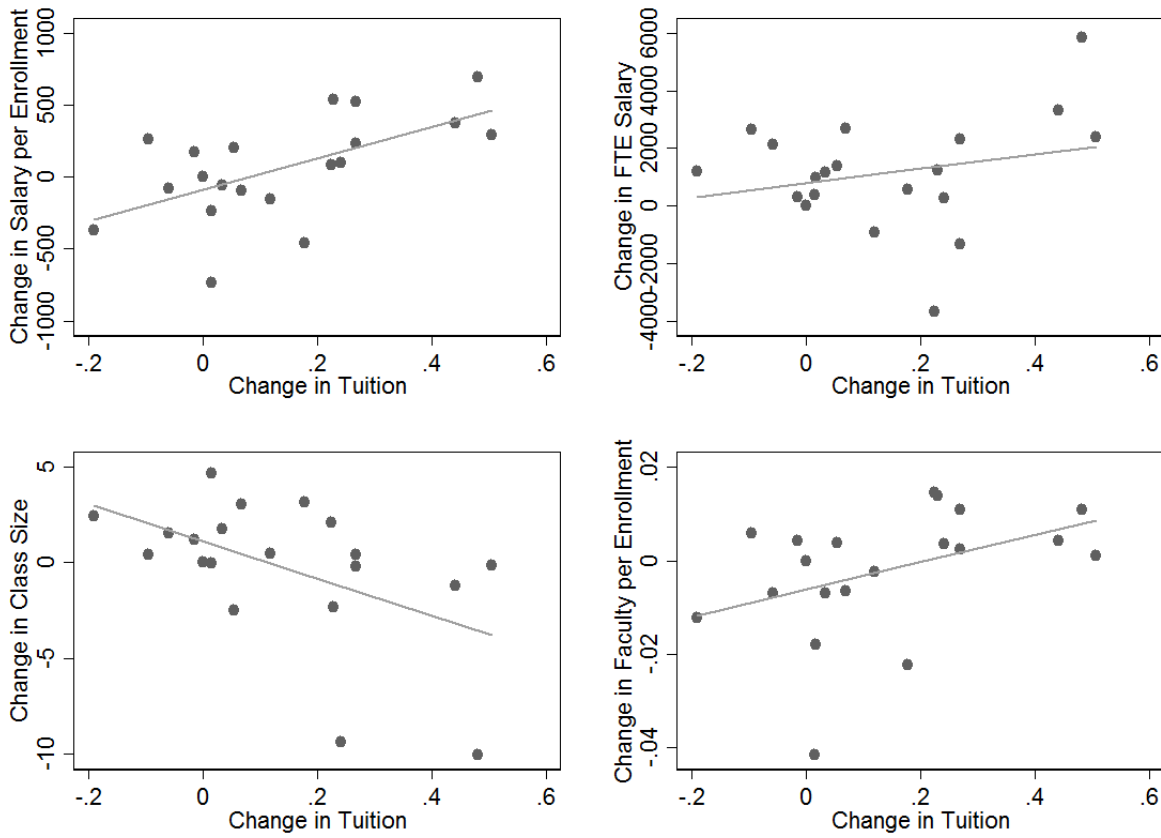 Change in Salary per Enrollment
1000
500
0
-500
-1000
-.2 0 .2 .4 .6
Change in Tuition
Change in FTE Salary
6000
4000
2000
0
-2000
-4000
-.2 0 .2 .4 .6
Change in Tuition
Change in Class Size
5
0
-5
-10
-.2 0 .2 .4 .6
Change in Tuition
Change in Faculty per Enrollment
.02
0
-.02
-.04
-.2 0 .2 .4 .6
Change in Tuition